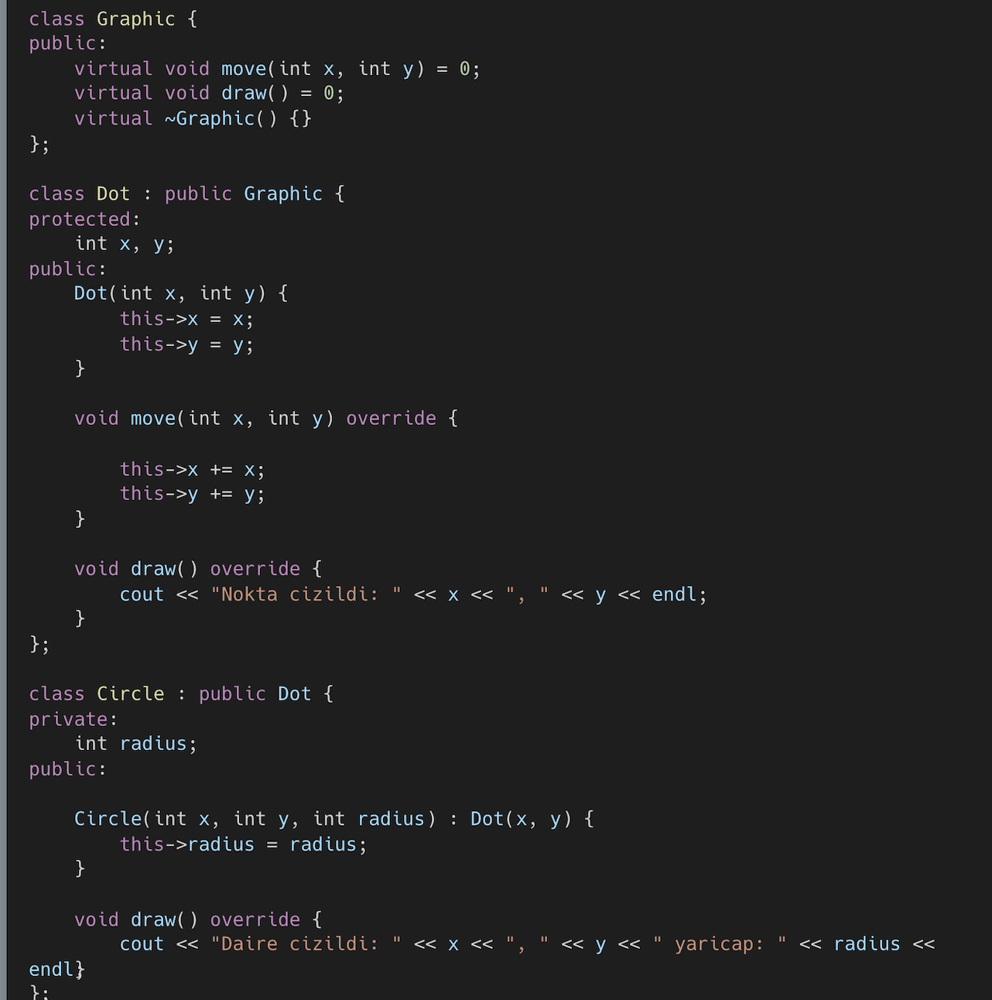 class Graphic {
public:
    virtual void move(int x, int y) = 0;
    virtual void draw() = 0;
    virtual ~Graphic() {}
};

class Dot : public Graphic {
protected:
    int x, y;
public:
    Dot(int x, int y) {
        this->x = x;
        this->y = y;
    }

    void move(int x, int y) override {

        this->x += x;
        this->y += y;
    }

    void draw() override {
        cout << "Nokta cizildi: " << x << ", " << y << endl;
    }
};

class Circle : public Dot {
private:
    int radius;
public:

    Circle(int x, int y, int radius) : Dot(x, y) {
        this->radius = radius;
    }

    void draw() override {
        cout << "Daire cizildi: " << x << ", " << y << " yaricap: " << radius <<
endl}
};